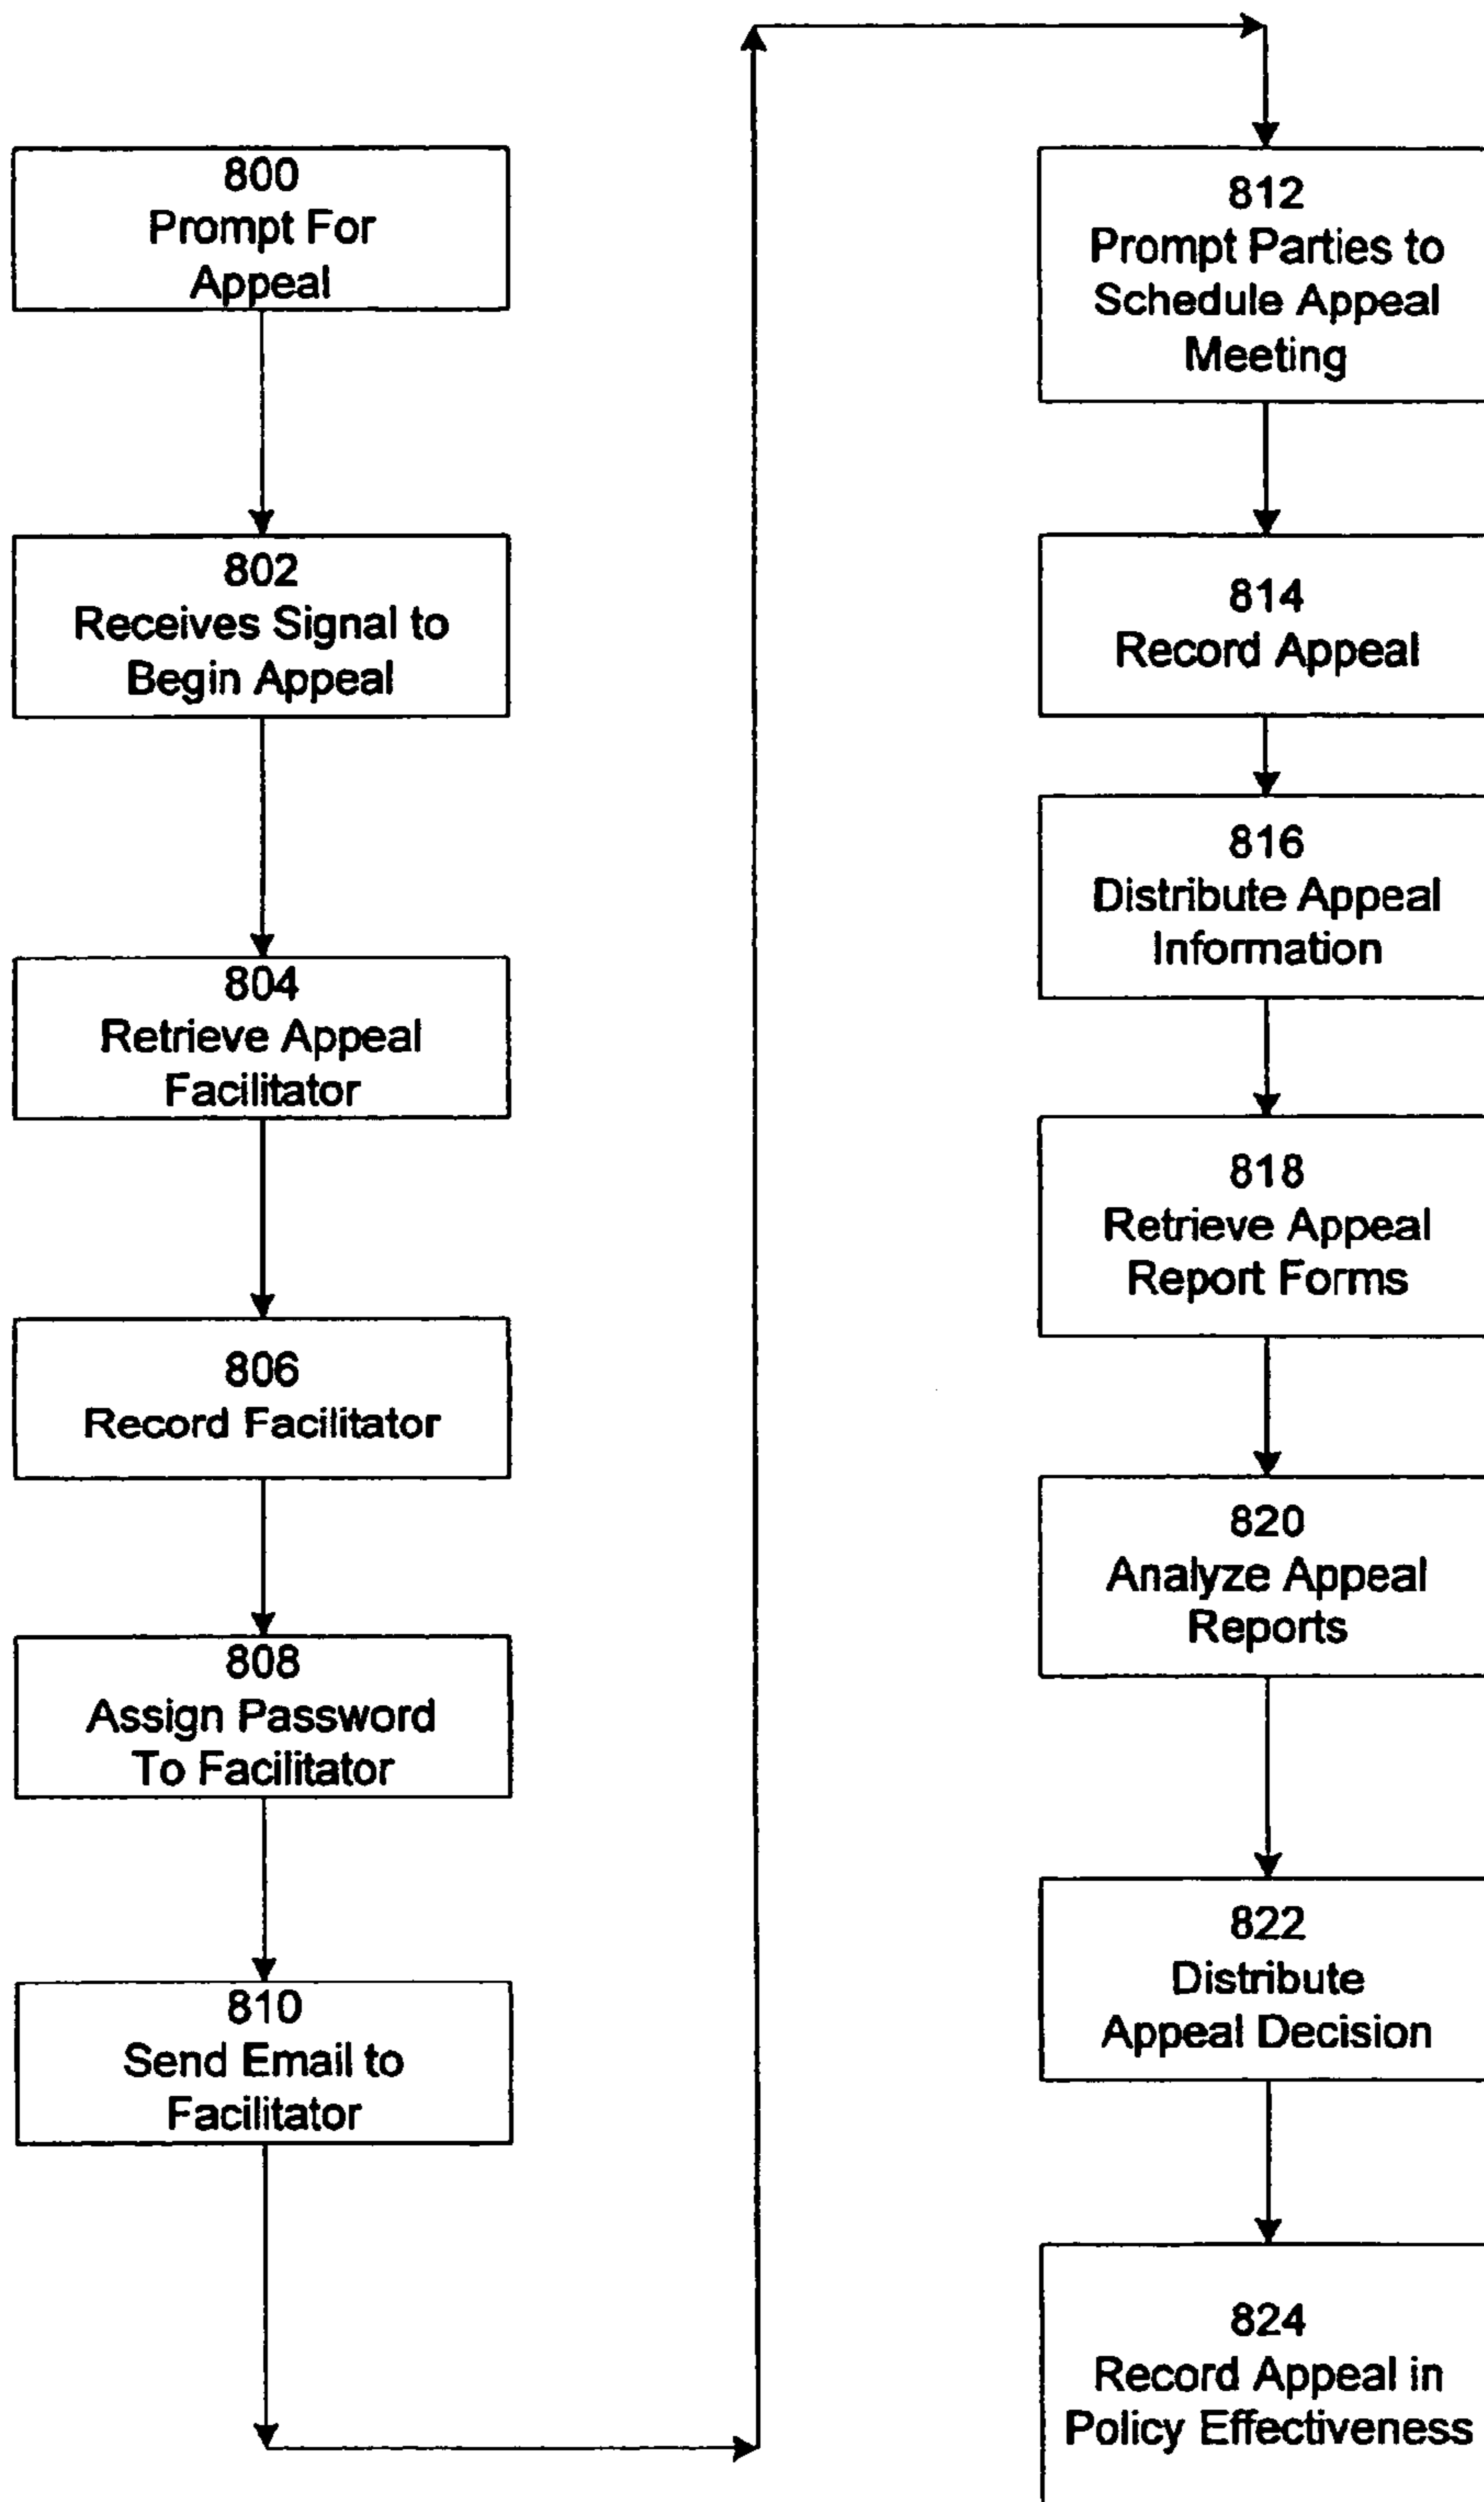 800
Prompt For
Appeal
802
Receives Signal to
Begin Appeal
804
Retrieve Appeal
Facilitator
806
Record Facilitator
808
Assign Password
To Facilitator
810
Send Email to
Facilitator
812
Prompt Parties to
Schedule Appeal
Meeting
814
Record Appeal
816
Distribute Appeal
Information
818
Retrieve Appeal
Report Forms
820
Analyze Appeal
Reports
822
Distribute
Appeal Decision
824
Record Appeal in
Policy Effectiveness